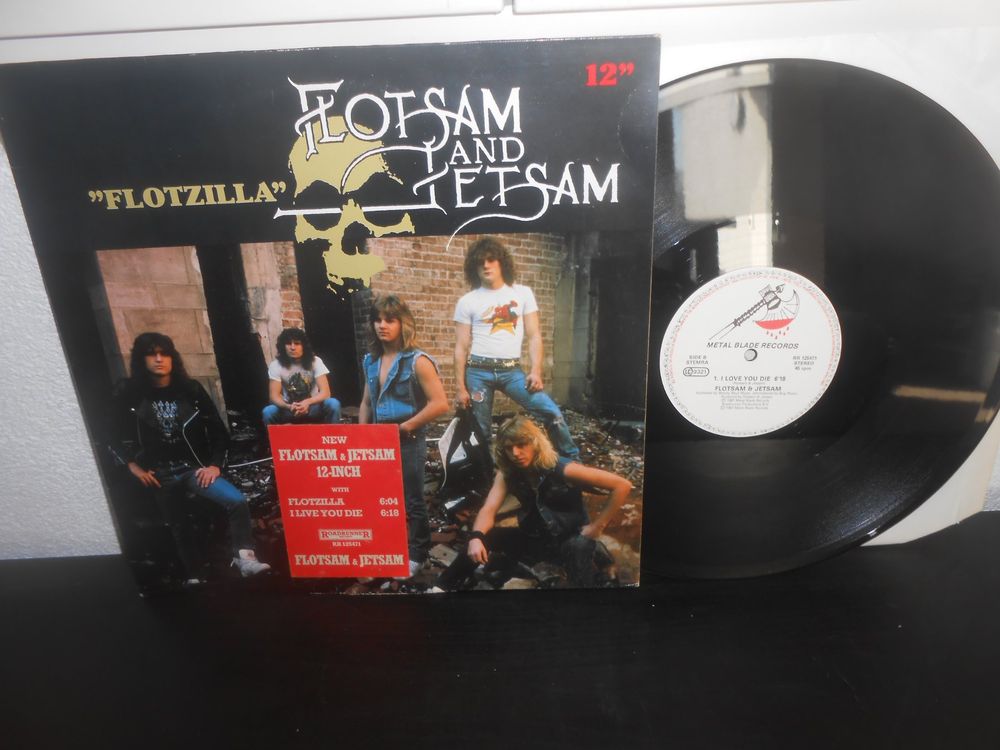 12”
FLOTSAM
AND
JETSAM
”FLOTZILLA”
NEW
FLOTSAM & JETSAM
12-INCH
WITH
FLOTZILLA 6:04
I LIVE YOU DIE 6:18
ROADRUNNER
RR 125471
FLOTSAM & JETSAM
METAL BLADE RECORDS
SIDE B
STEMRA
RR 125471
STEREO
45 rpm
LC 9321
1. I LOVE YOU DIE 6'18
FLOTSAM & JETSAM